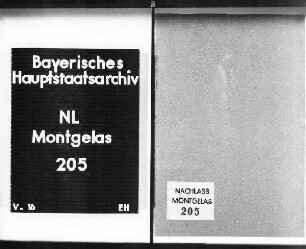 Bayerisches
Hauptstaatsarchiv
NL
Montgelas
205
V. 16
EH
NACHLASS
MONTGELAS
205